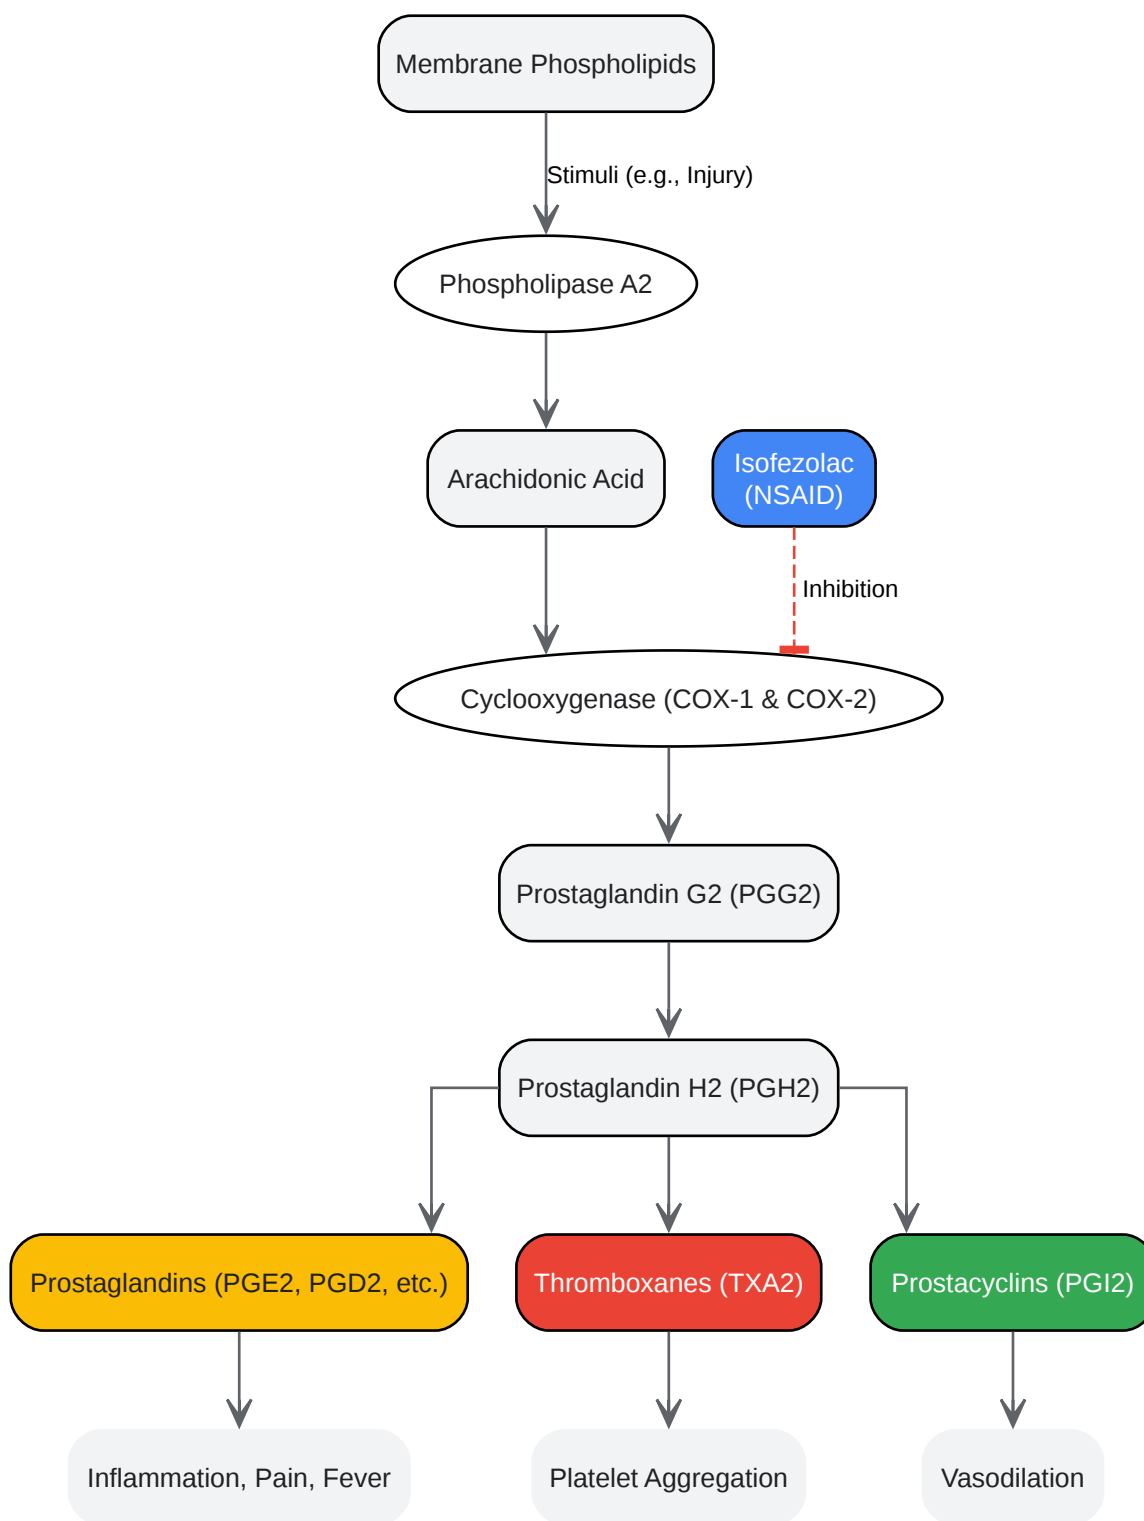 Membrane Phospholipids
Stimuli (e.g., Injury)
Phospholipase A2
Arachidonic Acid
Isofezolac
(NSAID)
Inhibition
Cyclooxygenase (COX-1 & COX-2)
Prostaglandin G2 (PGG2)
Prostaglandin H2 (PGH2)
Prostaglandins (PGE2, PGD2, etc.)
Thromboxanes (TXA2)
Prostacyclins (PGI2)
Inflammation, Pain, Fever
Platelet Aggregation
Vasodilation